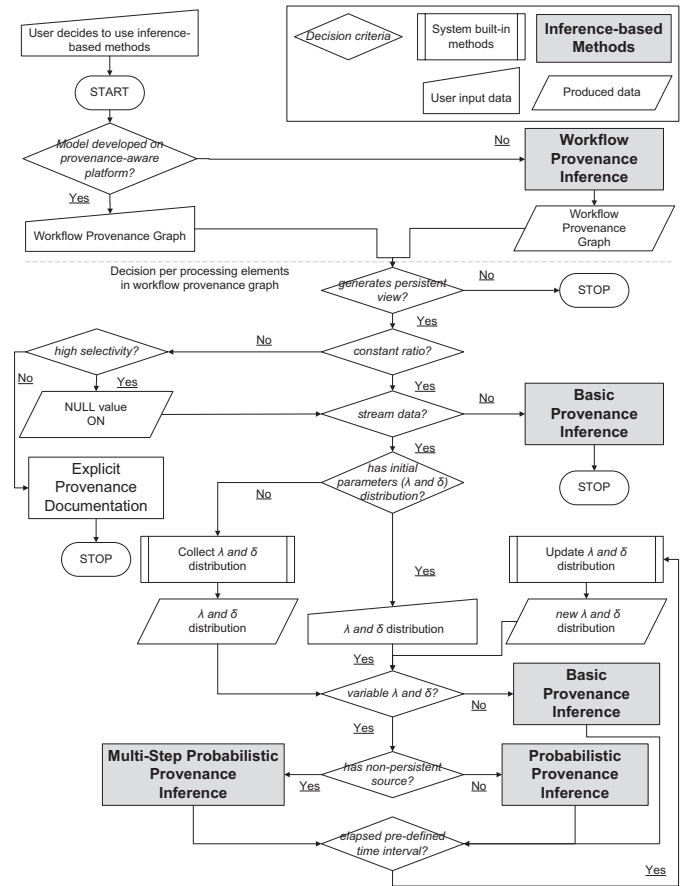 User decides to use inference-
based methods
START
Decision criteria
System built-in
methods
Inference-based
Methods
User input data
Produced data
Model developed on
provenance-aware
platform?
No
Workflow
Provenance
Inference
Yes
Workflow Provenance Graph
Workflow
Provenance
Graph
Decision per processing elements
in workflow provenance graph
generates persistent
view?
No
STOP
Yes
high selectivity?
No
constant ratio?
No
Yes
Yes
NULL value
ON
stream data?
No
Basic
Provenance
Inference
Yes
Explicit
Provenance
Documentation
has initial
parameters (λ and δ)
distribution?
No
STOP
STOP
Collect λ and δ
distribution
Yes
Update λ and δ
distribution
λ and δ
distribution
λ and δ distribution
new λ and δ
distribution
Yes
variable λ and δ?
No
Basic
Provenance
Inference
Yes
Multi-Step Probabilistic
Provenance
Inference
Yes
has non-persistent
source?
No
Probabilistic
Provenance
Inference
elapsed pre-defined
time interval?
Yes